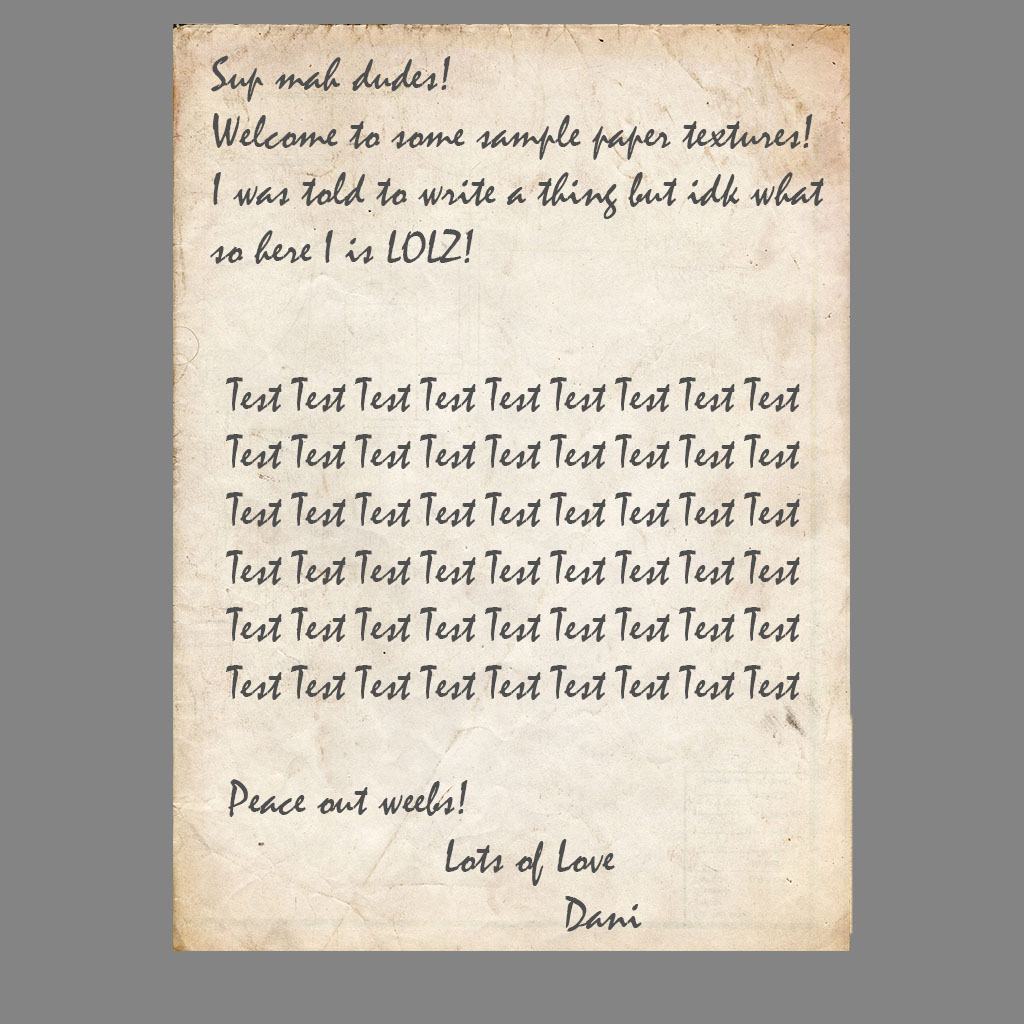 Sup mah dudes!
Welcome to some sample paper textures!
I was told to write a thing but idk what
so here I is LOLZ!
Test Test Test Test Test Test Test Test Test
Test Test Test Test Test Test Test Test Test
Test Test Test Test Test Test Test Test Test
Test Test Test Test Test Test Test Test Test
Test Test Test Test Test Test Test Test Test
Test Test Test Test Test Test Test Test Test
Peace out weebs!
Lots of Love
Dani